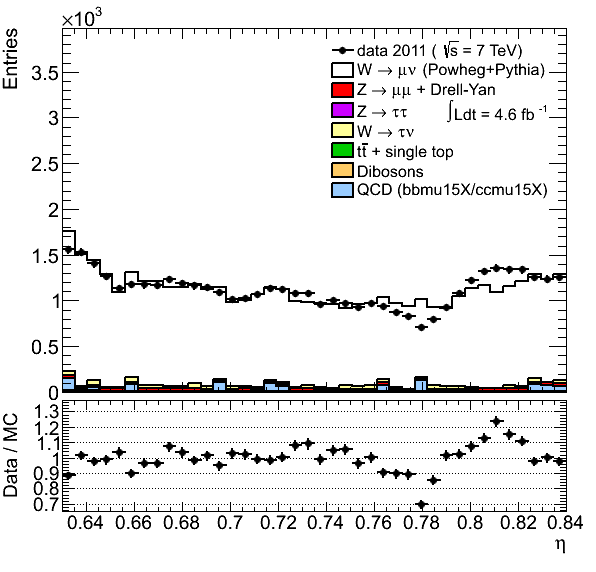 ×10³
Entries
3.5
3
2.5
2
1.5
1
0.5
0
data 2011 ( √s = 7 TeV)
W → μν (Powheg+Pythia)
Z → μμ + Drell-Yan
Z → ττ
∫Ldt = 4.6 fb⁻¹
W → τν
tt̄ + single top
Dibosons
QCD (bbmu15X/ccmu15X)
Data / MC
1.3
1.2
1.1
1
0.9
0.8
0.7
0.64 0.66 0.68 0.7 0.72 0.74 0.76 0.78 0.8 0.82 0.84
η